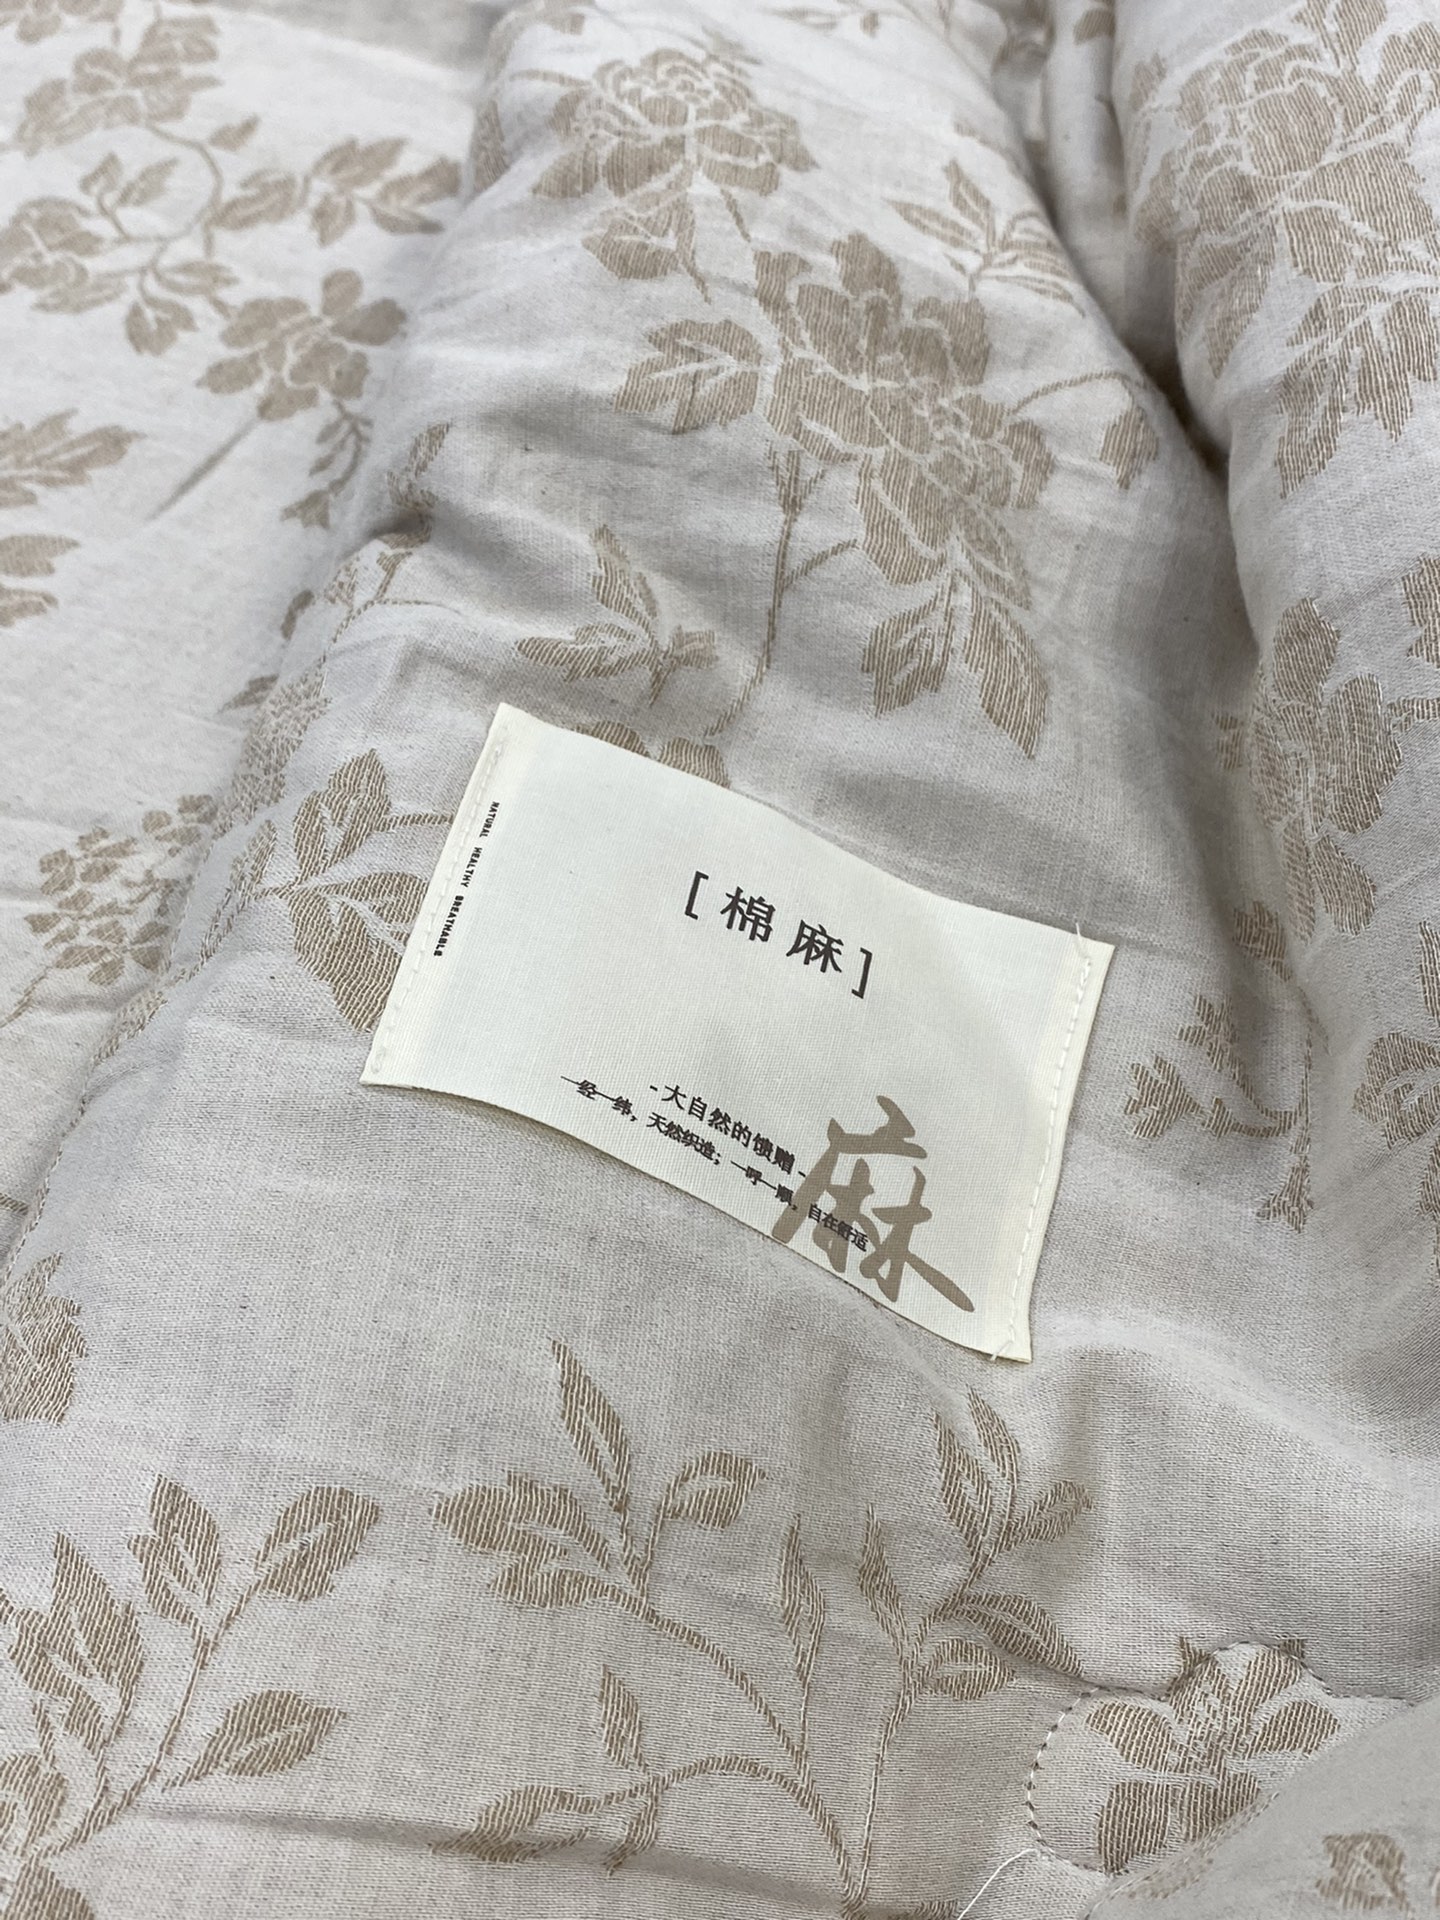 NATURAL HEALTHY BREATHABLE
[棉麻]
-大自然的馈赠-
一经一纬，天然织造；一呼一吸，自在舒适
麻